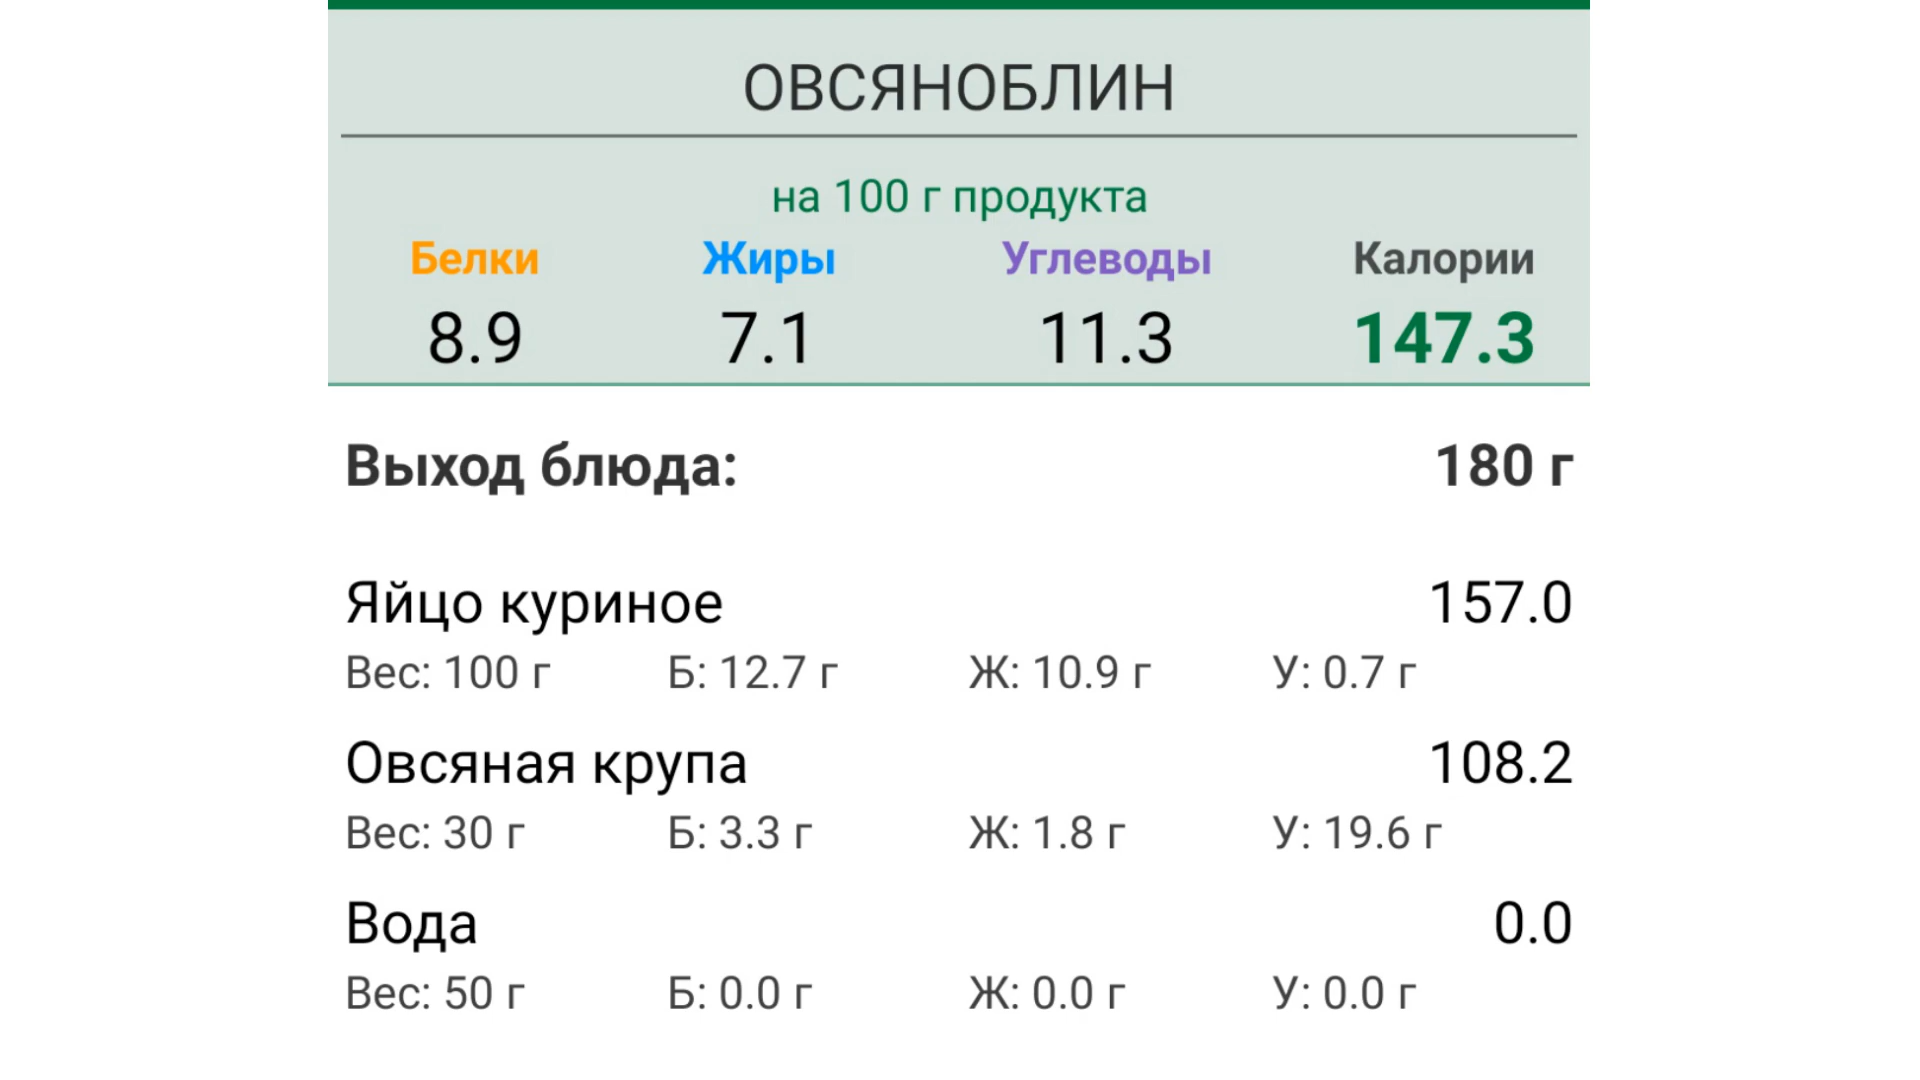 ОВСЯНОБЛИН
на 100 г продукта
Белки Жиры Углеводы Калории
8.9 7.1 11.3 147.3
Выход блюда: 180 г
Яйцо куриное 157.0
Вес: 100 г Б: 12.7 г Ж: 10.9 г У: 0.7 г
Овсяная крупа 108.2
Вес: 30 г Б: 3.3 г Ж: 1.8 г У: 19.6 г
Вода 0.0
Вес: 50 г Б: 0.0 г Ж: 0.0 г У: 0.0 г